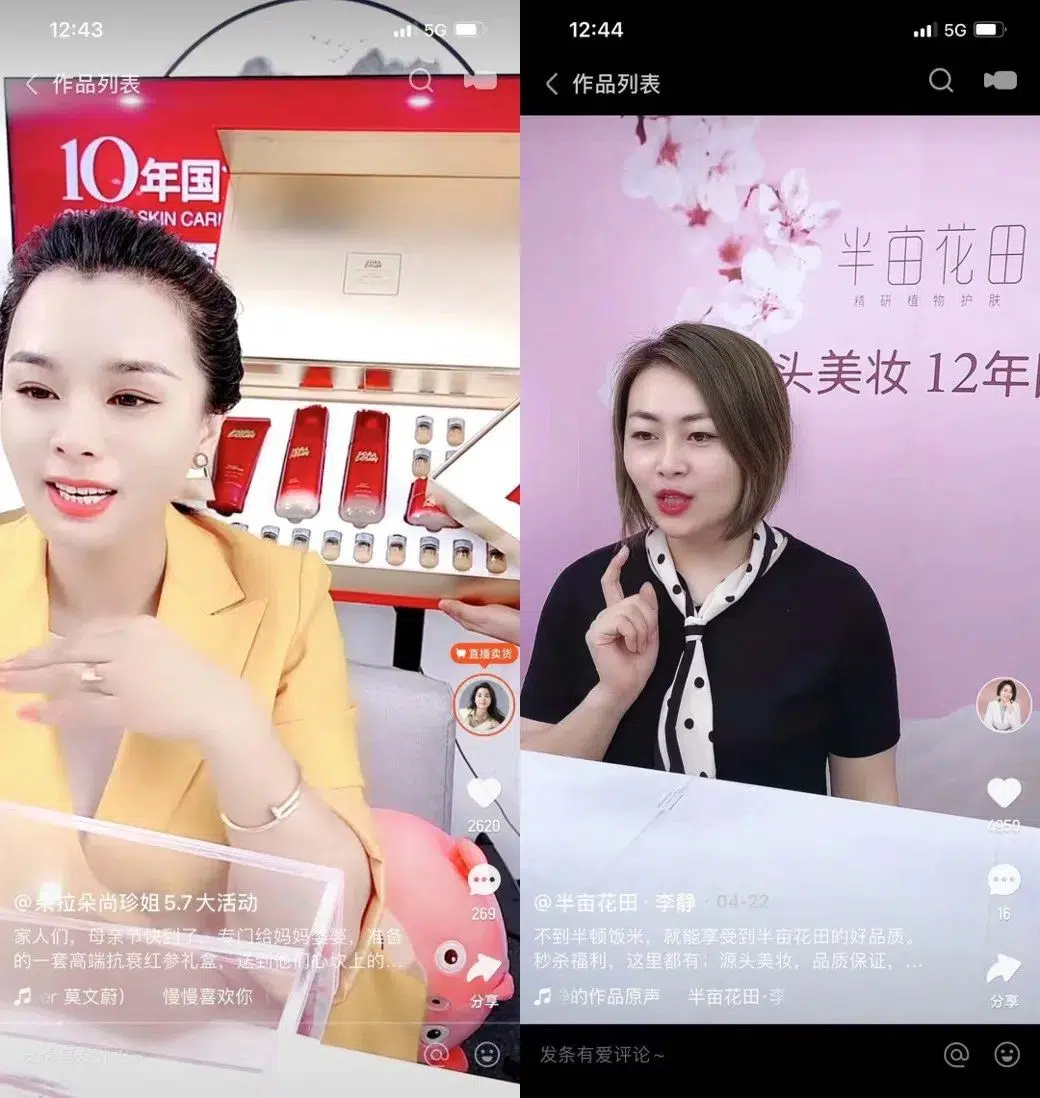 12:43
5G
作品列表
10年国
SKIN CAR
直播卖货
2620
269
@朵拉朵尚珍姐5.7大活动
家人们，母亲节快到了，专门给妈妈婆婆，准备
的一套高端抗衰红参礼盒，送到他们心坎上的...
分享
er 莫文蔚） 慢慢喜欢你
12:44
5G
作品列表
半亩花田
精研植物护肤
头美妆 12年
4959
16
@半亩花田·李静 · 04-22
不到半顿饭米，就能享受到半亩花田的好品质。
秒杀福利，这里都有；源头美妆，品质保证，...
分享
的作品原声 半亩花田·李
发条有爱评论~